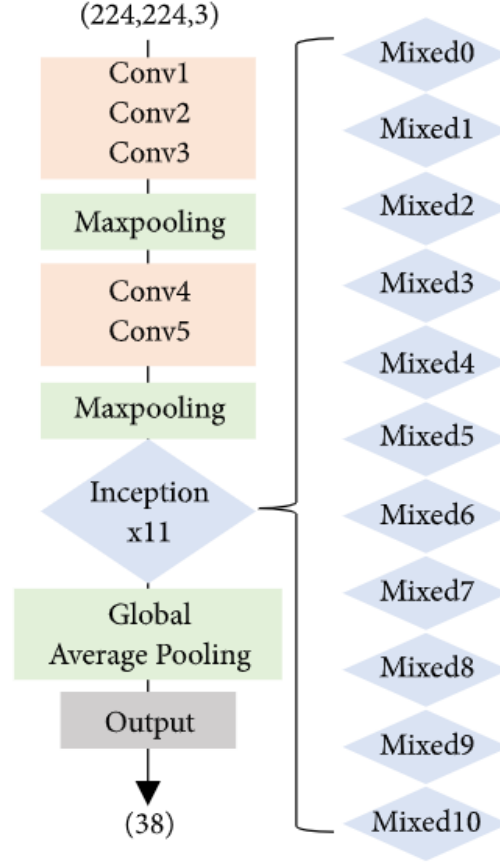 (224,224,3)
Conv1
Conv2
Conv3
Maxpooling
Conv4
Conv5
Maxpooling
Inception
x11
Global
Average Pooling
Output
(38)
Mixed0
Mixed1
Mixed2
Mixed3
Mixed4
Mixed5
Mixed6
Mixed7
Mixed8
Mixed9
Mixed10